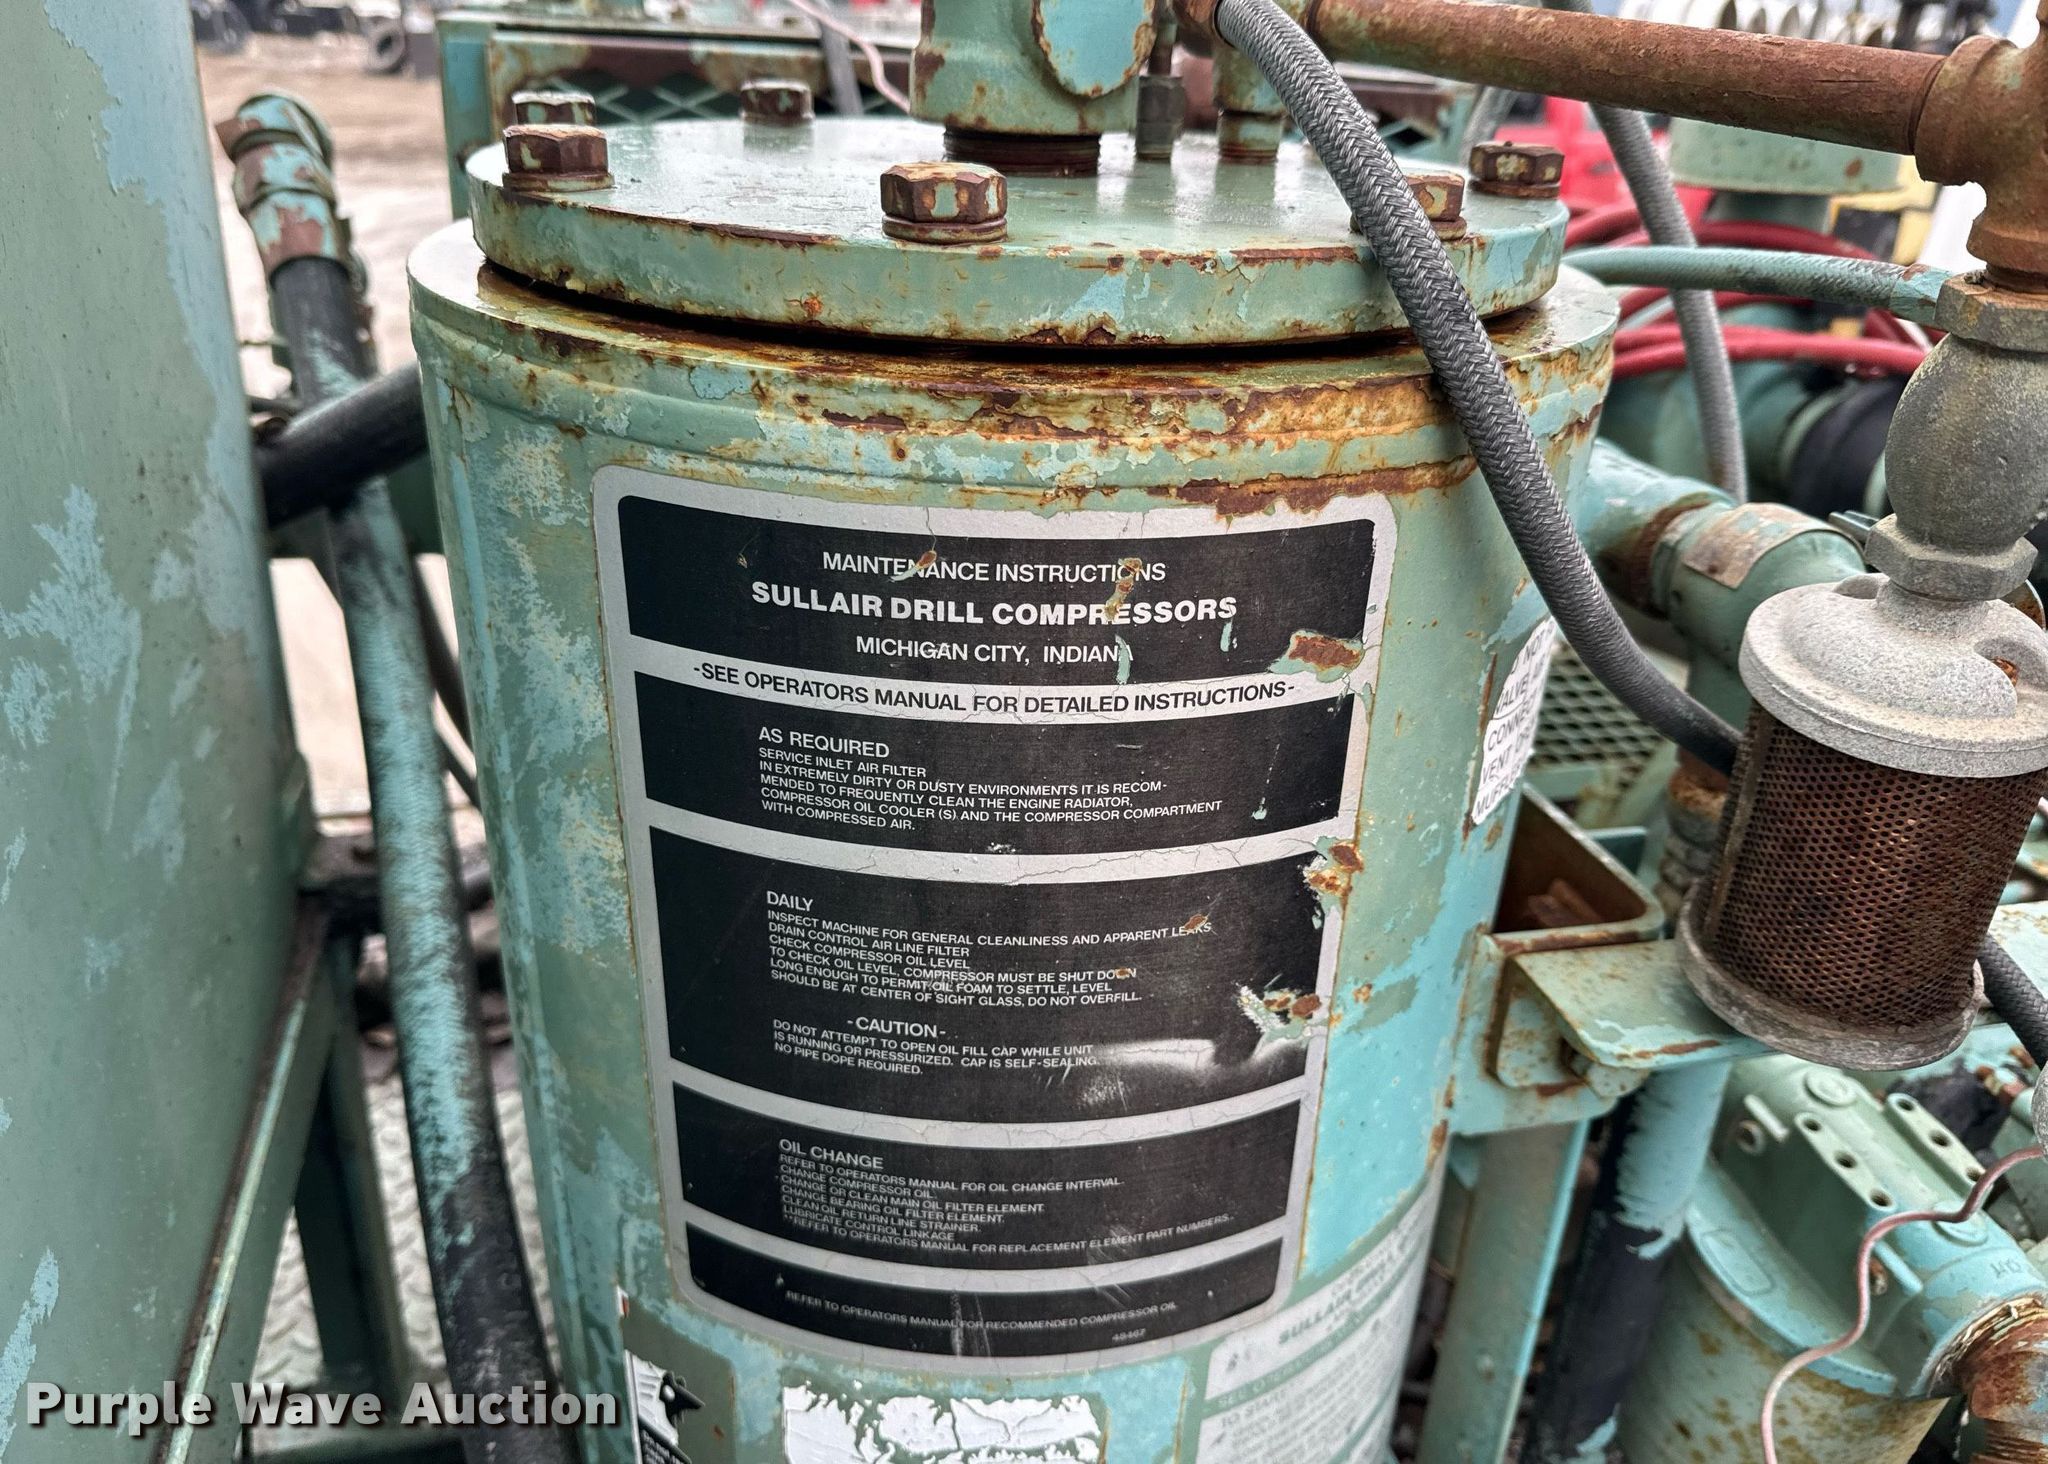 MAINTENANCE INSTRUCTIONS
SULLAIR DRILL COMPRESSORS
MICHIGAN CITY, INDIANA
-SEE OPERATORS MANUAL FOR DETAILED INSTRUCTIONS-
AS REQUIRED
SERVICE INLET AIR FILTER
IN EXTREMELY DIRTY OR DUSTY ENVIRONMENTS IT IS RECOM-
MENDED TO FREQUENTLY CLEAN THE ENGINE RADIATOR,
COMPRESSOR OIL COOLER (S) AND THE COMPRESSOR COMPARTMENT
WITH COMPRESSED AIR.
DAILY
INSPECT MACHINE FOR GENERAL CLEANLINESS AND APPARENT LEAKS
DRAIN CONTROL AIR LINE FILTER
CHECK COMPRESSOR OIL LEVEL
TO CHECK OIL LEVEL, COMPRESSOR MUST BE SHUT DOWN
LONG ENOUGH TO PERMIT OIL FOAM TO SETTLE, LEVEL
SHOULD BE AT CENTER OF SIGHT GLASS, DO NOT OVERFILL.
-CAUTION-
DO NOT ATTEMPT TO OPEN OIL FILL CAP WHILE UNIT
IS RUNNING OR PRESSURIZED. CAP IS SELF-SEALING.
NO PIPE DOPE REQUIRED.
OIL CHANGE
REFER TO OPERATORS MANUAL FOR OIL CHANGE INTERVAL.
CHANGE COMPRESSOR OIL.
CHANGE OR CLEAN MAIN OIL FILTER ELEMENT.
CHANGE BEARING OIL FILTER ELEMENT.
CLEAN OIL RETURN LINE STRAINER.
LUBRICATE CONTROL LINKAGE
**REFER TO OPERATORS MANUAL FOR REPLACEMENT ELEMENT PART NUMBERS..
REFER TO OPERATORS MANUAL FOR RECOMMENDED COMPRESSOR OIL
48467
SULLAIR
Purple Wave Auction